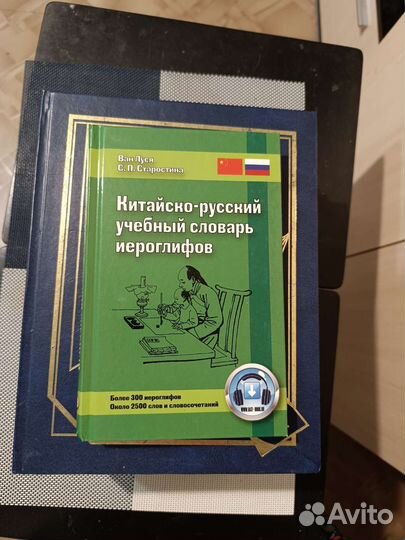 Ван Луся
С. П. Старостина
Китайско-русский
учебный словарь
иероглифов
Более 300 иероглифов
Около 2500 слов и словосочетаний
Avito